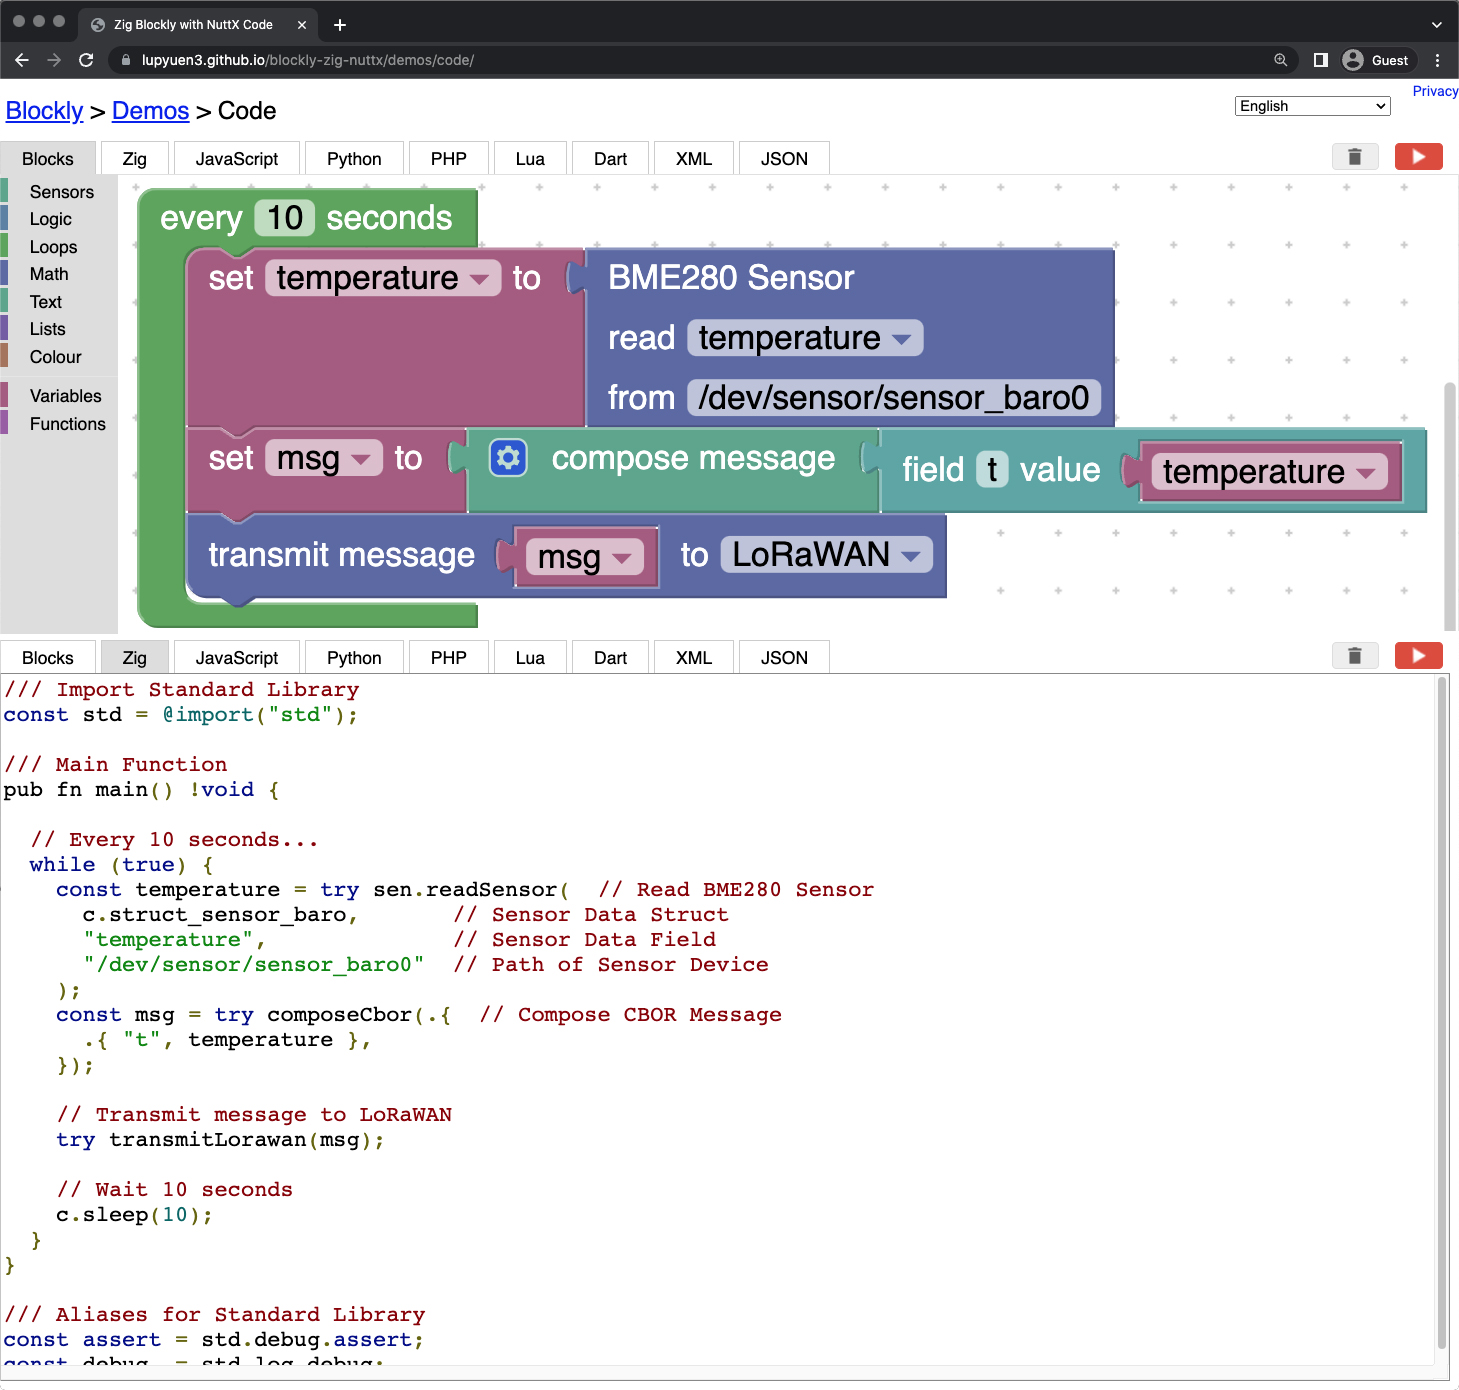 Zig Blockly with NuttX Code
lupyuen3.github.io/blockly-zig-nuttx/demos/code/
Guest
Privacy
Blockly > Demos > Code
English
Blocks Zig JavaScript Python PHP Lua Dart XML JSON
Sensors
Logic
Loops
Math
Text
Lists
Colour
Variables
Functions
every 10 seconds
set temperature to BME280 Sensor
read temperature
from /dev/sensor/sensor_baro0
set msg to compose message field t value temperature
transmit message msg to LoRaWAN
Blocks Zig JavaScript Python PHP Lua Dart XML JSON
/// Import Standard Library
const std = @import("std");
/// Main Function
pub fn main() !void {
// Every 10 seconds...
while (true) {
const temperature = try sen.readSensor( // Read BME280 Sensor
c.struct_sensor_baro, // Sensor Data Struct
"temperature", // Sensor Data Field
"/dev/sensor/sensor_baro0" // Path of Sensor Device
);
const msg = try composeCbor(.{ // Compose CBOR Message
.{ "t", temperature },
});
// Transmit message to LoRaWAN
try transmitLorawan(msg);
// Wait 10 seconds
c.sleep(10);
}
}
/// Aliases for Standard Library
const assert = std.debug.assert;
const debug = std.log.debug;